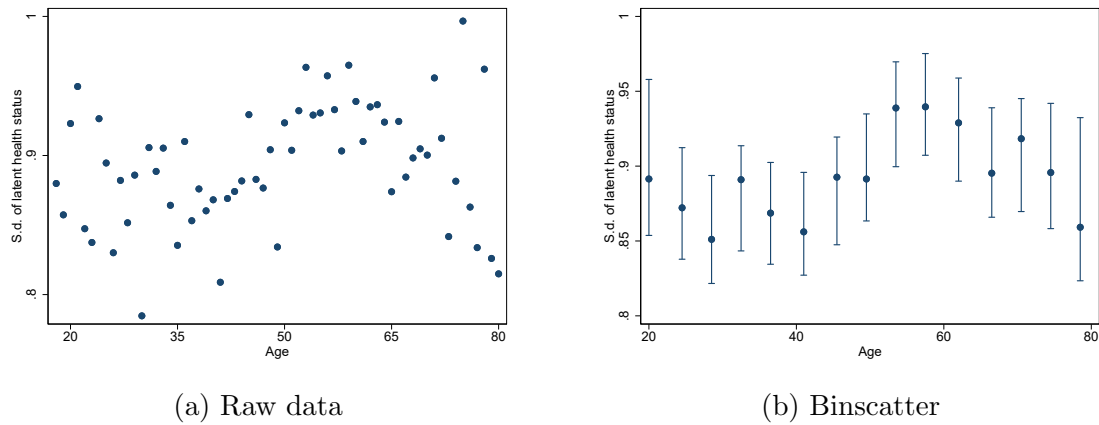 1
.9
.8
S.d. of latent health status
20 35 50 65 80
Age
(a) Raw data
1
.95
.9
.85
.8
S.d. of latent health status
20 40 60 80
Age
(b) Binscatter